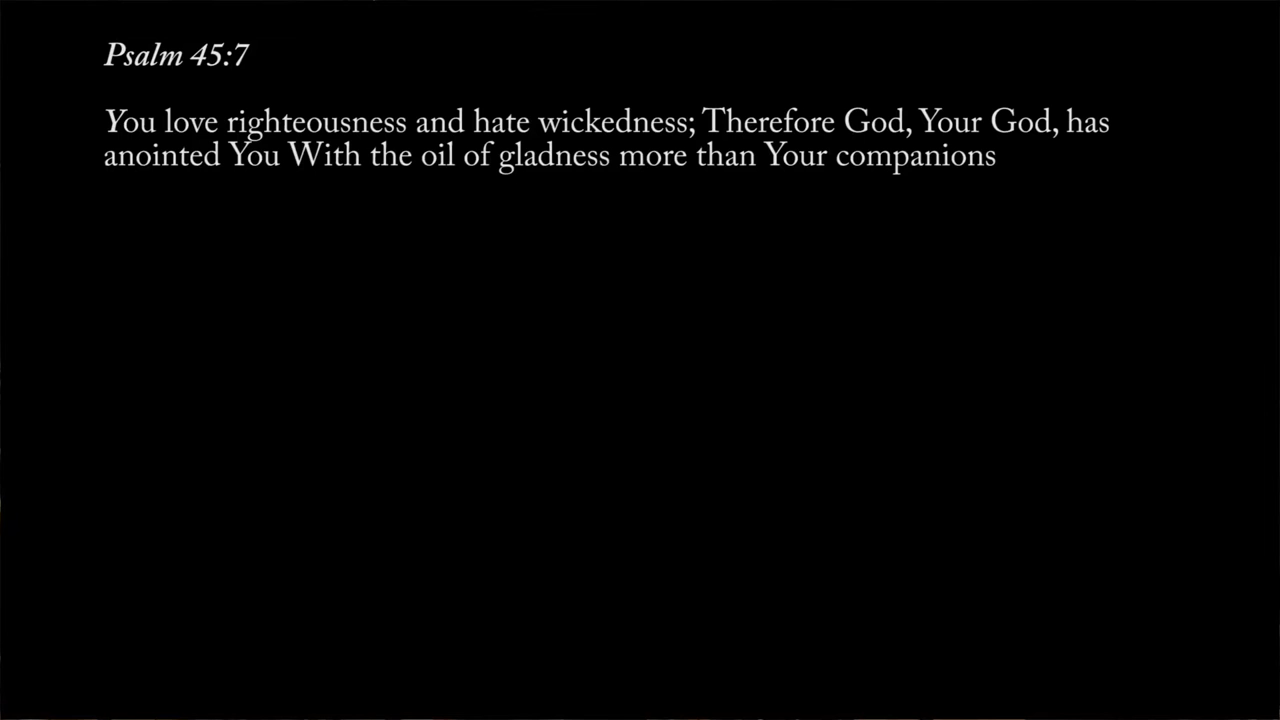 Psalm 45:7
You love righteousness and hate wickedness; Therefore God, Your God, has
anointed You With the oil of gladness more than Your companions